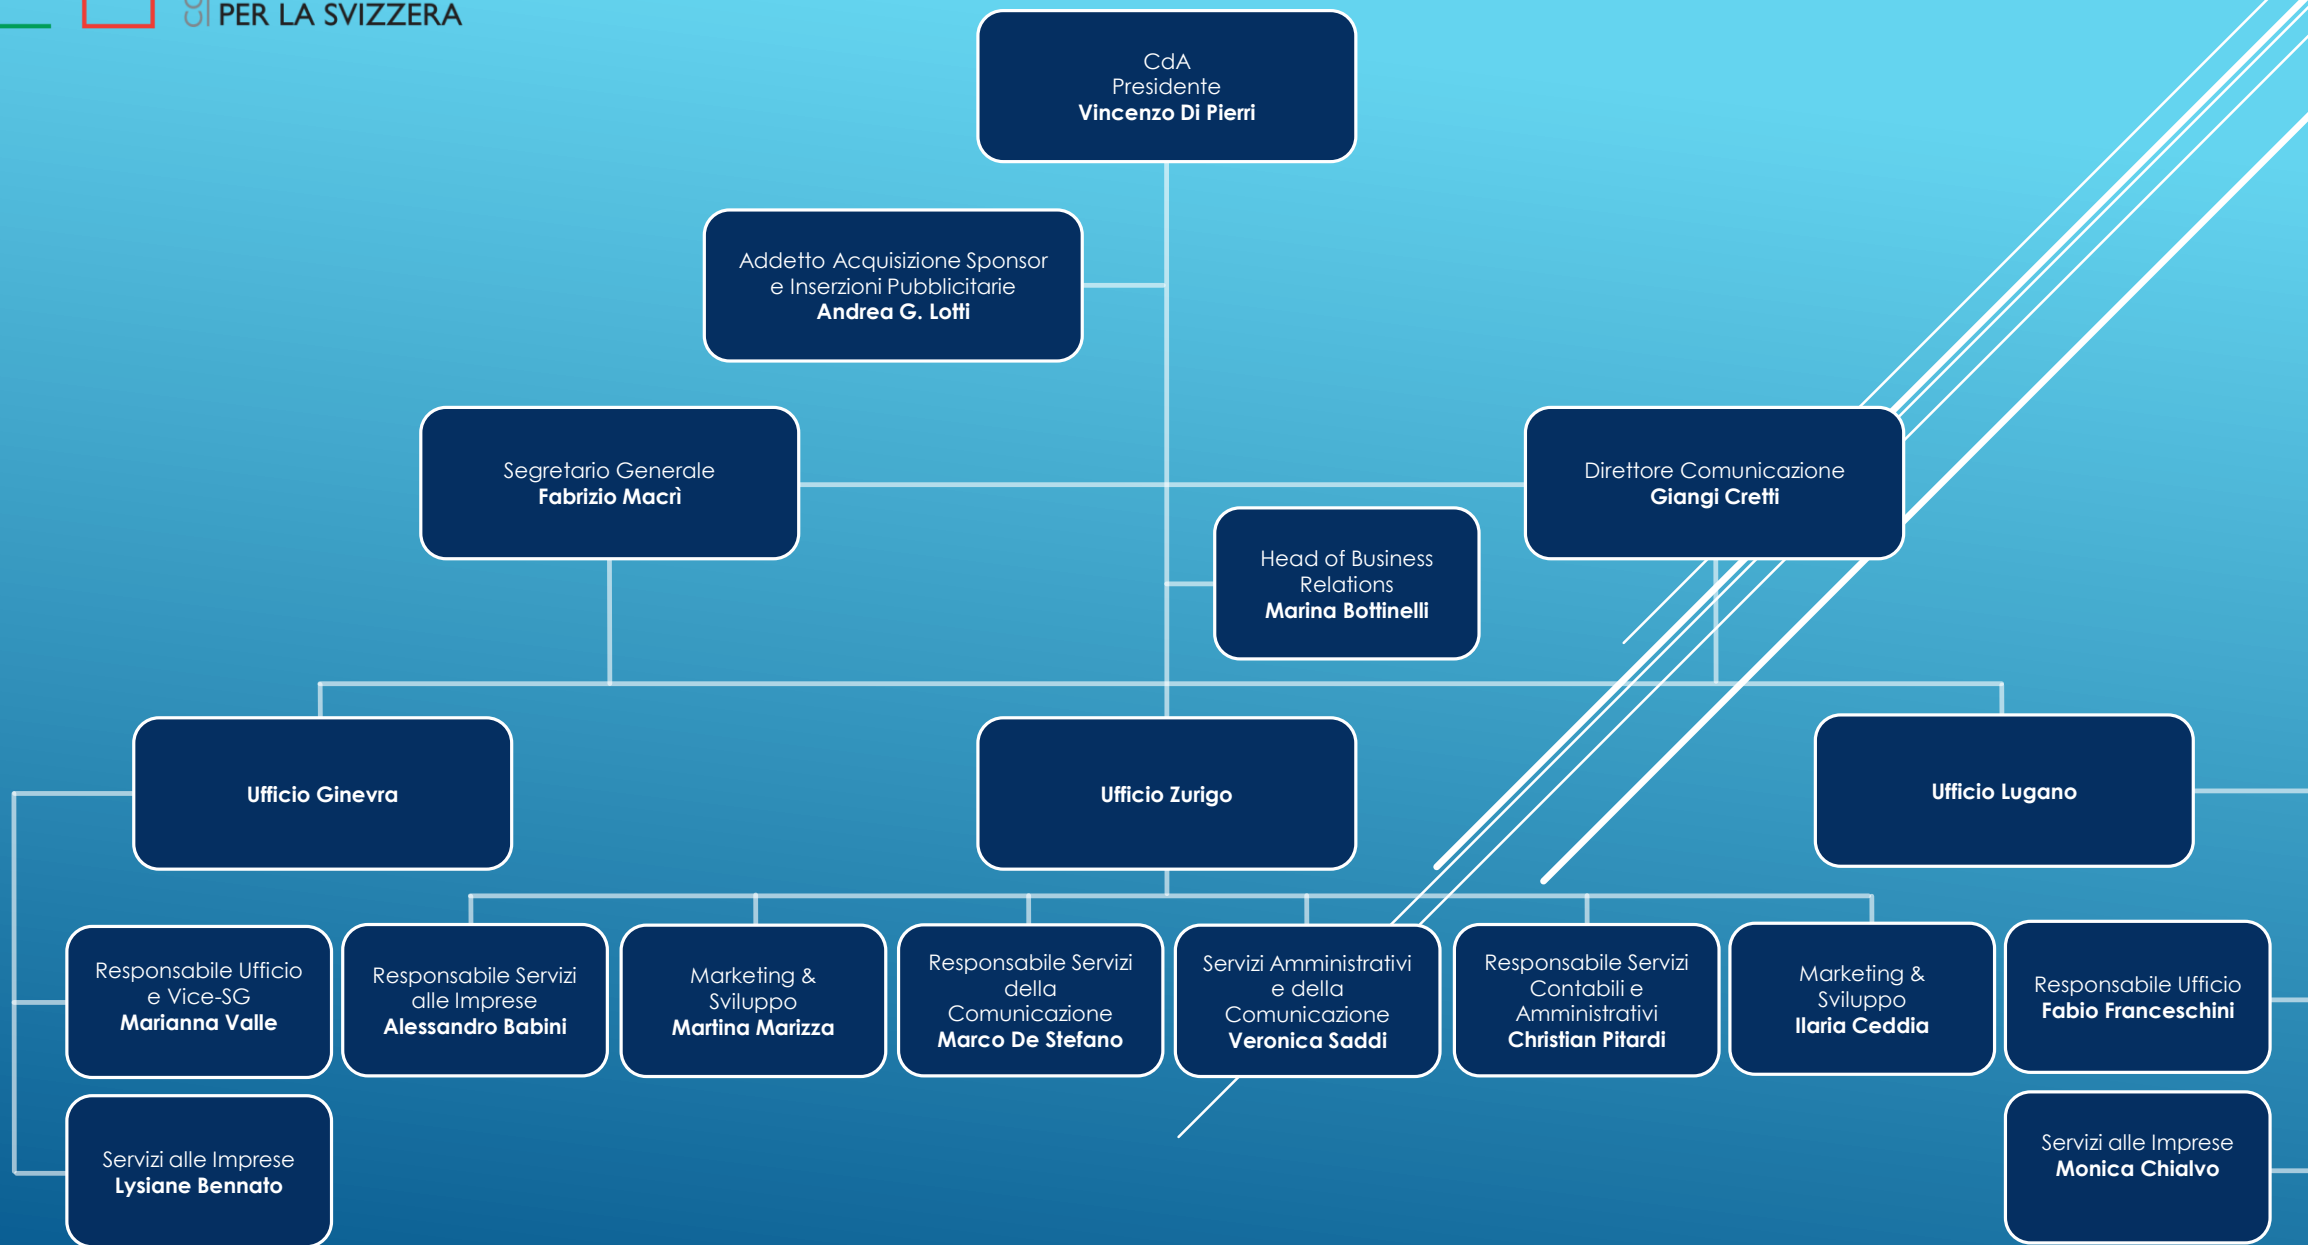 PER LA SVIZZERA
CdA
Presidente
Vincenzo Di Pierri
Addetto Acquisizione Sponsor
e Inserzioni Pubblicitarie
Andrea G. Lotti
Segretario Generale
Fabrizio Macrì
Direttore Comunicazione
Giangi Cretti
Head of Business
Relations
Marina Bottinelli
Ufficio Ginevra
Ufficio Zurigo
Ufficio Lugano
Responsabile Ufficio
e Vice-SG
Marianna Valle
Responsabile Servizi
alle Imprese
Alessandro Babini
Marketing &
Sviluppo
Martina Marizza
Responsabile Servizi
della
Comunicazione
Marco De Stefano
Servizi Amministrativi
e della
Comunicazione
Veronica Saddi
Responsabile Servizi
Contabili e
Amministrativi
Christian Pitardi
Marketing &
Sviluppo
Ilaria Ceddia
Responsabile Ufficio
Fabio Franceschini
Servizi alle Imprese
Lysiane Bennato
Servizi alle Imprese
Monica Chialvo